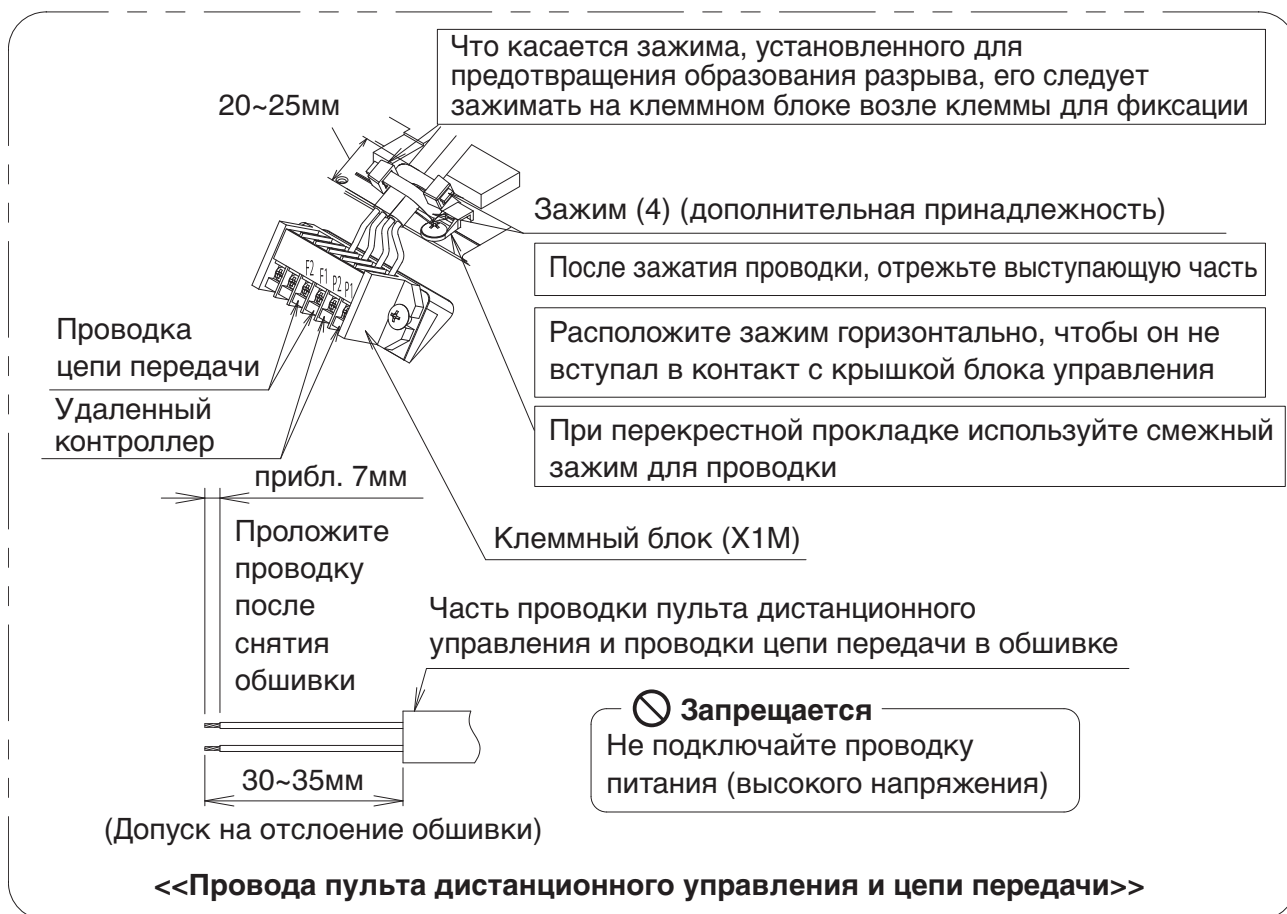 Что касается зажима, установленного для
предотвращения образования разрыва, его следует
зажимать на клеммном блоке возле клеммы для фиксации
20~25мм
Зажим (4) (дополнительная принадлежность)
После зажатия проводки, отрежьте выступающую часть
F2 F1 P2 P1
Расположите зажим горизонтально, чтобы он не
вступал в контакт с крышкой блока управления
Проводка
цепи передачи
Удаленный
контроллер
При перекрестной прокладке используйте смежный
зажим для проводки
прибл. 7мм
Проложите
проводку
после
снятия
обшивки
Клеммный блок (X1M)
Часть проводки пульта дистанционного
управления и проводки цепи передачи в обшивке
Запрещается
Не подключайте проводку
питания (высокого напряжения)
30~35мм
(Допуск на отслоение обшивки)
<<Провода пульта дистанционного управления и цепи передачи>>